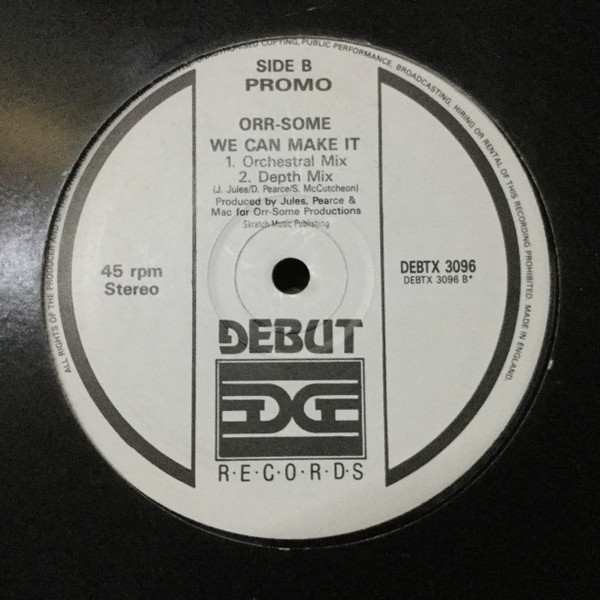 SIDE B
PROMO
ORR-SOME
WE CAN MAKE IT
1. Orchestral Mix
2. Depth Mix
(J. Jules/D. Pearce/S. McCutcheon)
Produced by Jules, Pearce &
Mac for Orr-Some Productions
Skratch Music Publishing
45 rpm
Stereo
DEBTX 3096
DEBTX 3096 B*
DEBUT
DGE
R·E·C·O·R·D·S
ALL RIGHTS OF THE PRODUCER AND OF THE
COPYING, PUBLIC PERFORMANCE, BROADCASTING, HIRING OR RENTAL OF THIS RECORDING PROHIBITED. MADE IN ENGLAND.